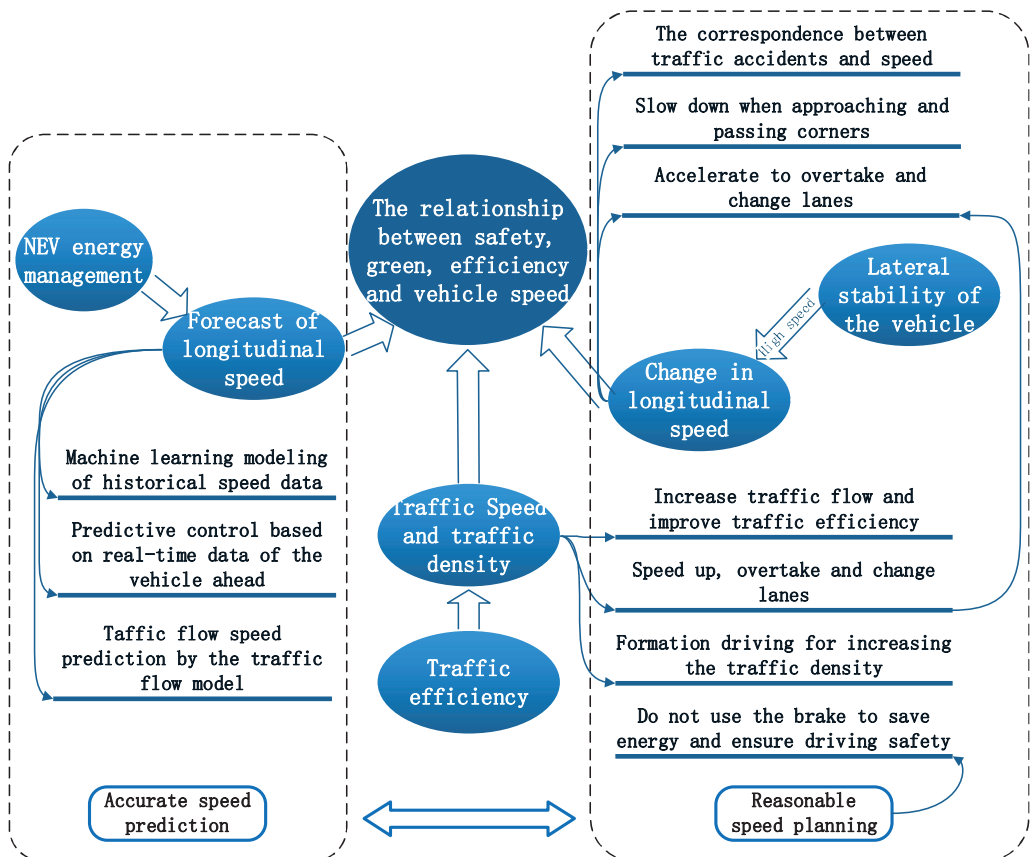 The correspondence between
traffic accidents and speed
Slow down when approaching and
passing corners
Accelerate to overtake and
change lanes
The relationship
between safety,
green, efficiency
and vehicle speed
NEV energy
management
Forecast of
longitudinal
speed
Lateral
stability of
the vehicle
High speed
Change in
longitudinal
speed
Machine learning modeling
of historical speed data
Predictive control based
on real-time data of the
vehicle ahead
Taffic flow speed
prediction by the traffic
flow model
Traffic Speed
and traffic
density
Traffic
efficiency
Increase traffic flow and
improve traffic efficiency
Speed up, overtake and change
lanes
Formation driving for increasing
the traffic density
Do not use the brake to save
energy and ensure driving safety
Accurate speed
prediction
Reasonable
speed planning